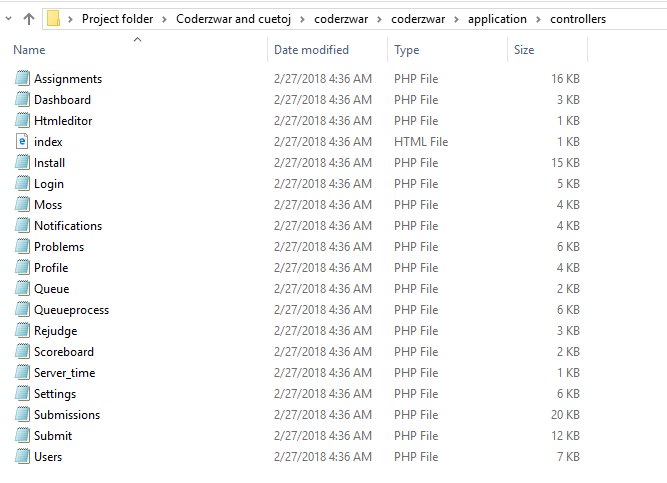 Project folder > Coderzwar and cuetoj > coderzwar > coderzwar > application > controllers
Name Date modified Type Size
Assignments 2/27/2018 4:36 AM PHP File 16 KB
Dashboard 2/27/2018 4:36 AM PHP File 3 KB
Htmleditor 2/27/2018 4:36 AM PHP File 1 KB
index 2/27/2018 4:36 AM HTML File 1 KB
Install 2/27/2018 4:36 AM PHP File 15 KB
Login 2/27/2018 4:36 AM PHP File 5 KB
Moss 2/27/2018 4:36 AM PHP File 4 KB
Notifications 2/27/2018 4:36 AM PHP File 4 KB
Problems 2/27/2018 4:36 AM PHP File 6 KB
Profile 2/27/2018 4:36 AM PHP File 4 KB
Queue 2/27/2018 4:36 AM PHP File 2 KB
Queueprocess 2/27/2018 4:36 AM PHP File 6 KB
Rejudge 2/27/2018 4:36 AM PHP File 3 KB
Scoreboard 2/27/2018 4:36 AM PHP File 2 KB
Server_time 2/27/2018 4:36 AM PHP File 1 KB
Settings 2/27/2018 4:36 AM PHP File 6 KB
Submissions 2/27/2018 4:36 AM PHP File 20 KB
Submit 2/27/2018 4:36 AM PHP File 12 KB
Users 2/27/2018 4:36 AM PHP File 7 KB